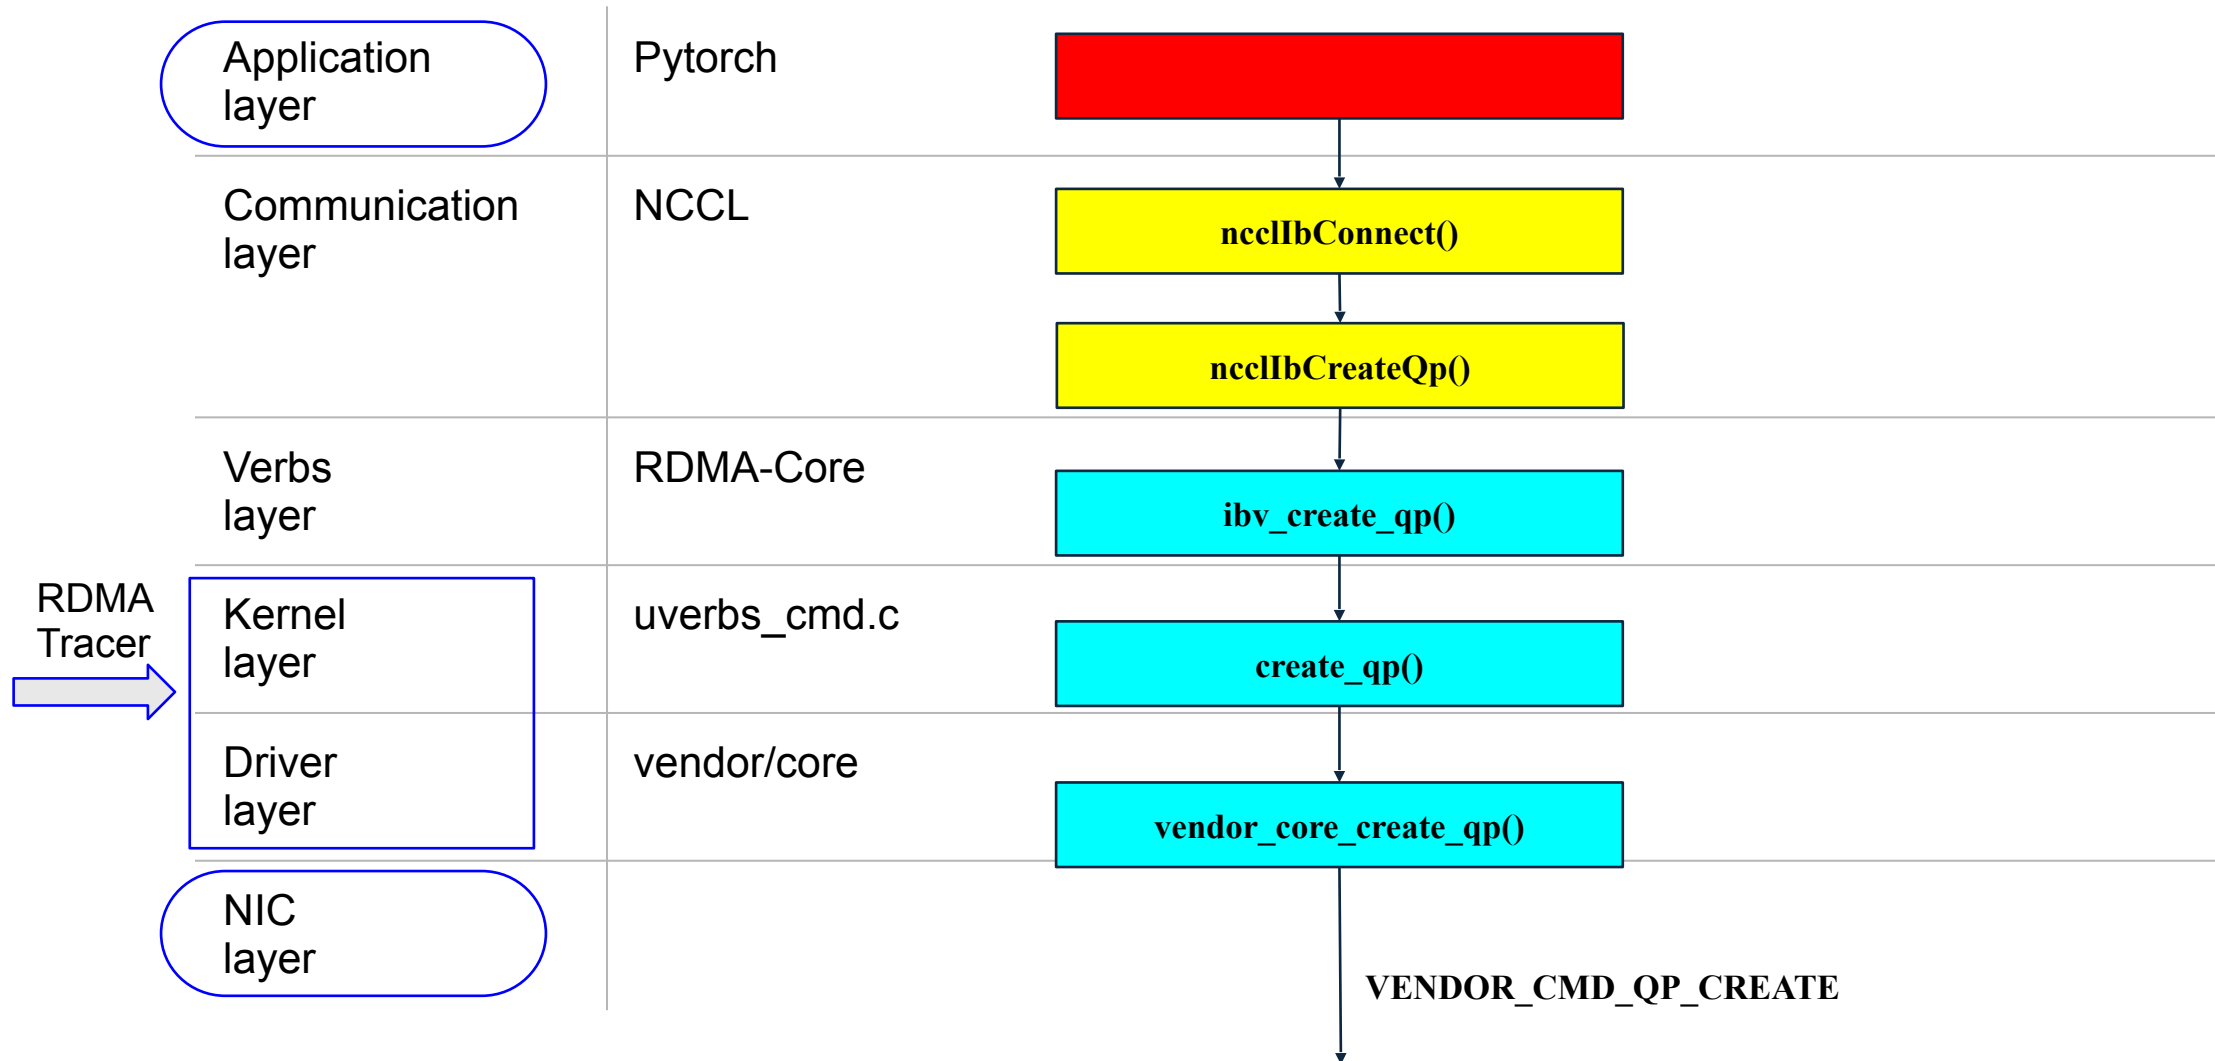 Application
layer
Pytorch
Communication
layer
NCCL
ncclIbConnect()
ncclIbCreateQp()
Verbs
layer
RDMA-Core
ibv_create_qp()
RDMA
Tracer
Kernel
layer
uverbs_cmd.c
create_qp()
Driver
layer
vendor/core
vendor_core_create_qp()
NIC
layer
VENDOR_CMD_QP_CREATE